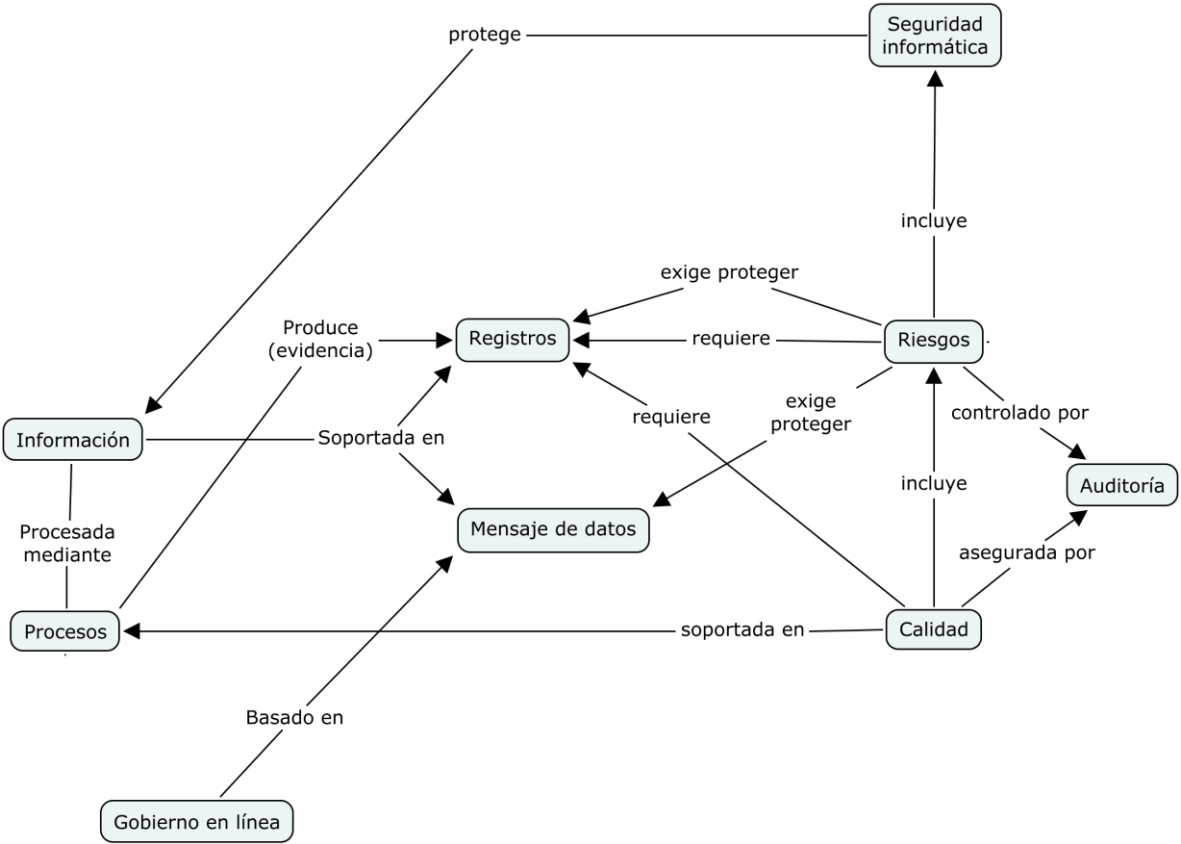 Seguridad
informática
protege
incluye
exige proteger
Produce
(evidencia)
Registros
requiere
Riesgos
exige
proteger
controlado por
requiere
Información
Soportada en
incluye
Auditoría
Procesada
mediante
Mensaje de datos
asegurada por
Procesos
soportada en
Calidad
Basado en
Gobierno en línea